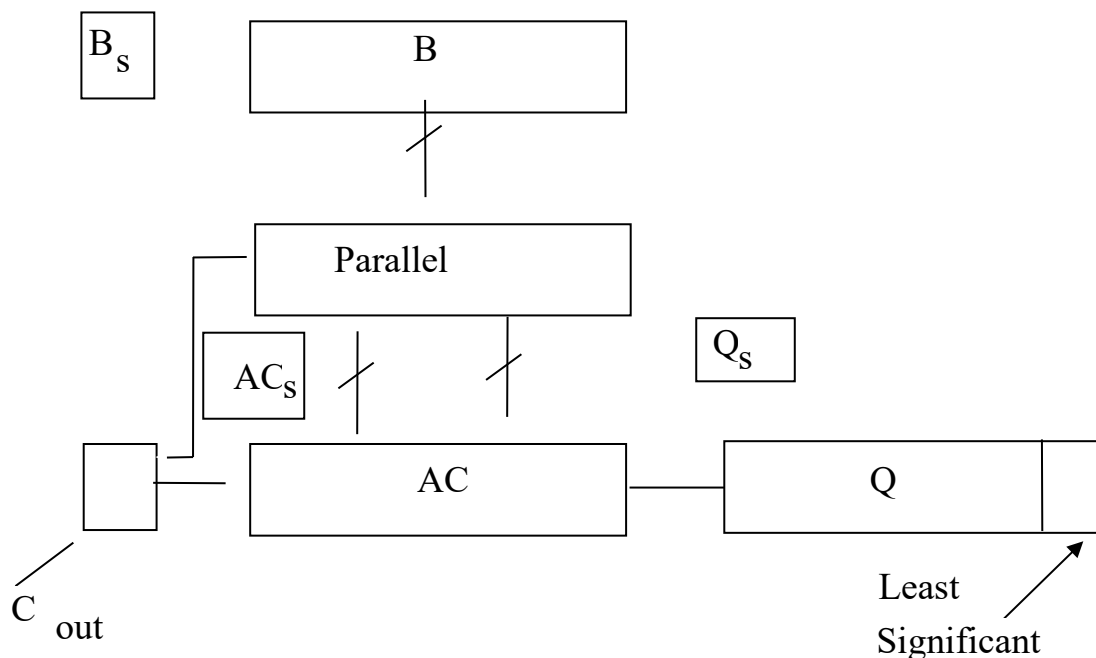 Bs
B
Parallel
ACs
Qs
AC
Q
C out
Least
Significant